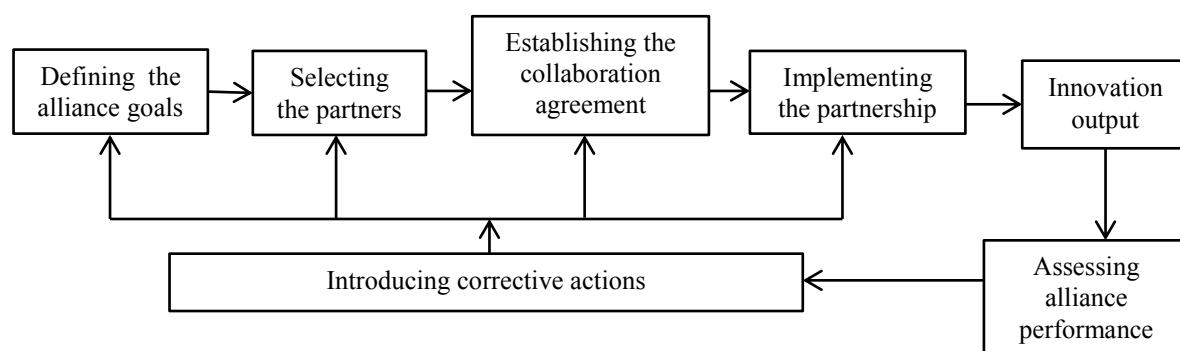 Defining the
alliance goals
Selecting
the partners
Establishing the
collaboration
agreement
Implementing
the partnership
Innovation
output
Assessing
alliance
performance
Introducing corrective actions